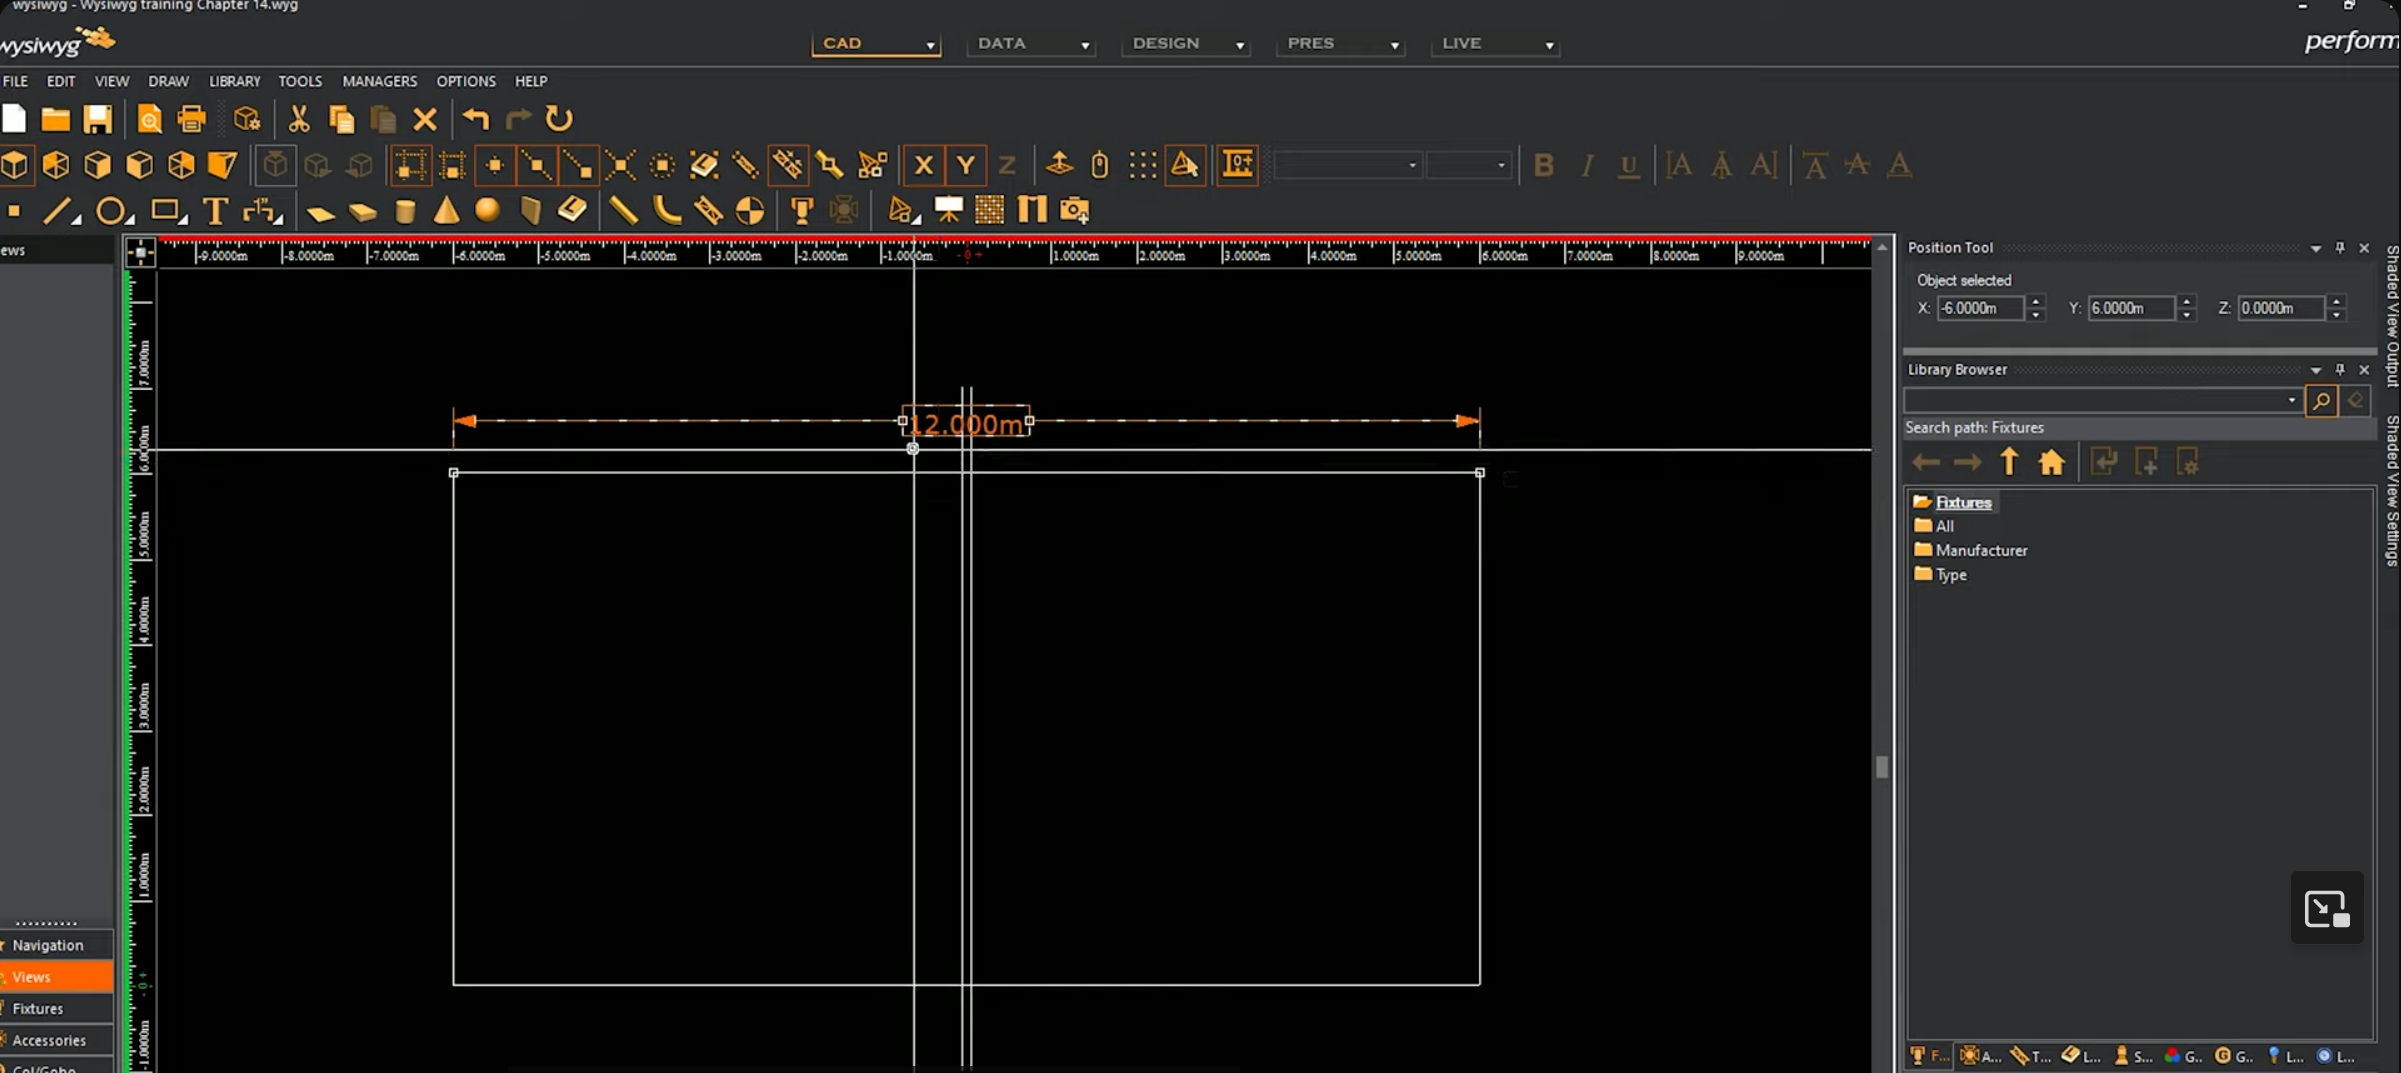 wysiwyg - Wysiwyg training Chapter 14.wyg
wysiwyg
CAD DATA DESIGN PRES LIVE
perform
FILE EDIT VIEW DRAW LIBRARY TOOLS MANAGERS OPTIONS HELP
X Y Z B I U
ews
-9.0000m -8.0000m -7.0000m -6.0000m -5.0000m -4.0000m -3.0000m -2.0000m -1.0000m -0+ 1.0000m 2.0000m 3.0000m 4.0000m 5.0000m 6.0000m 7.0000m 8.0000m 9.0000m
7.0000m
6.0000m
5.0000m
4.0000m
3.0000m
2.0000m
1.0000m
-0+
-1.0000m
12.000m
Position Tool
Object selected
X: -6.0000m Y: 6.0000m Z: 0.0000m
Library Browser
Search path: Fixtures
Fixtures
All
Manufacturer
Type
Shaded View Output
Shaded View Settings
Navigation
Views
Fixtures
Accessories
Col/Gobo
F... A... T... L... S... G.. G.. L... L...